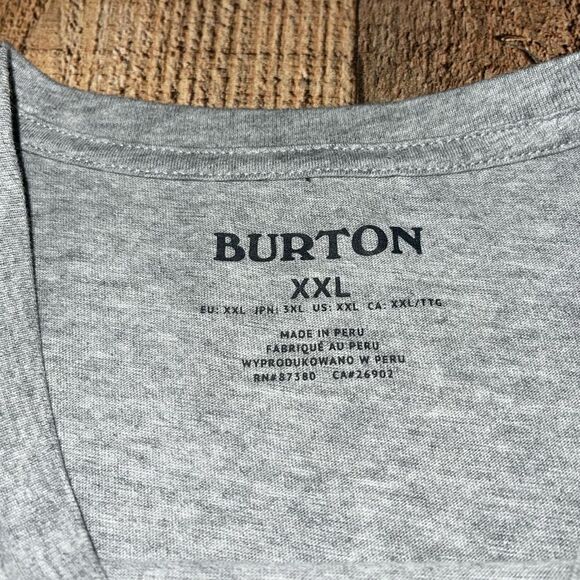 BURTON
XXL
EU: XXL JPN: 3XL US: XXL CA: XXL/TTG
MADE IN PERU
FABRIQUÉ AU PERU
WYPRODUKOWANO W PERU
RN#87380 CA#26902